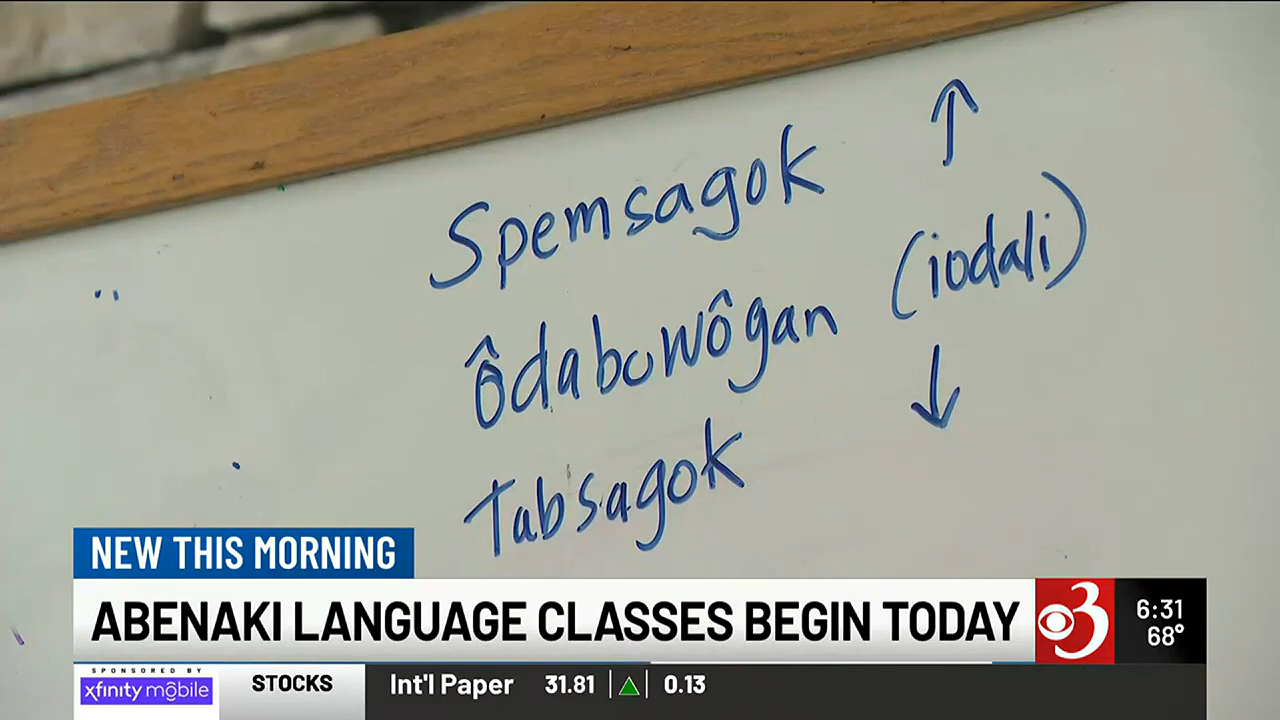 Spemsagok ↑
Ôdabowôgan (iodali)
Tabsagok ↓
NEW THIS MORNING
ABENAKI LANGUAGE CLASSES BEGIN TODAY
3
6:31
68°
SPONSORED BY
xfinity mobile
STOCKS
Int'l Paper 31.81 ▲ 0.13